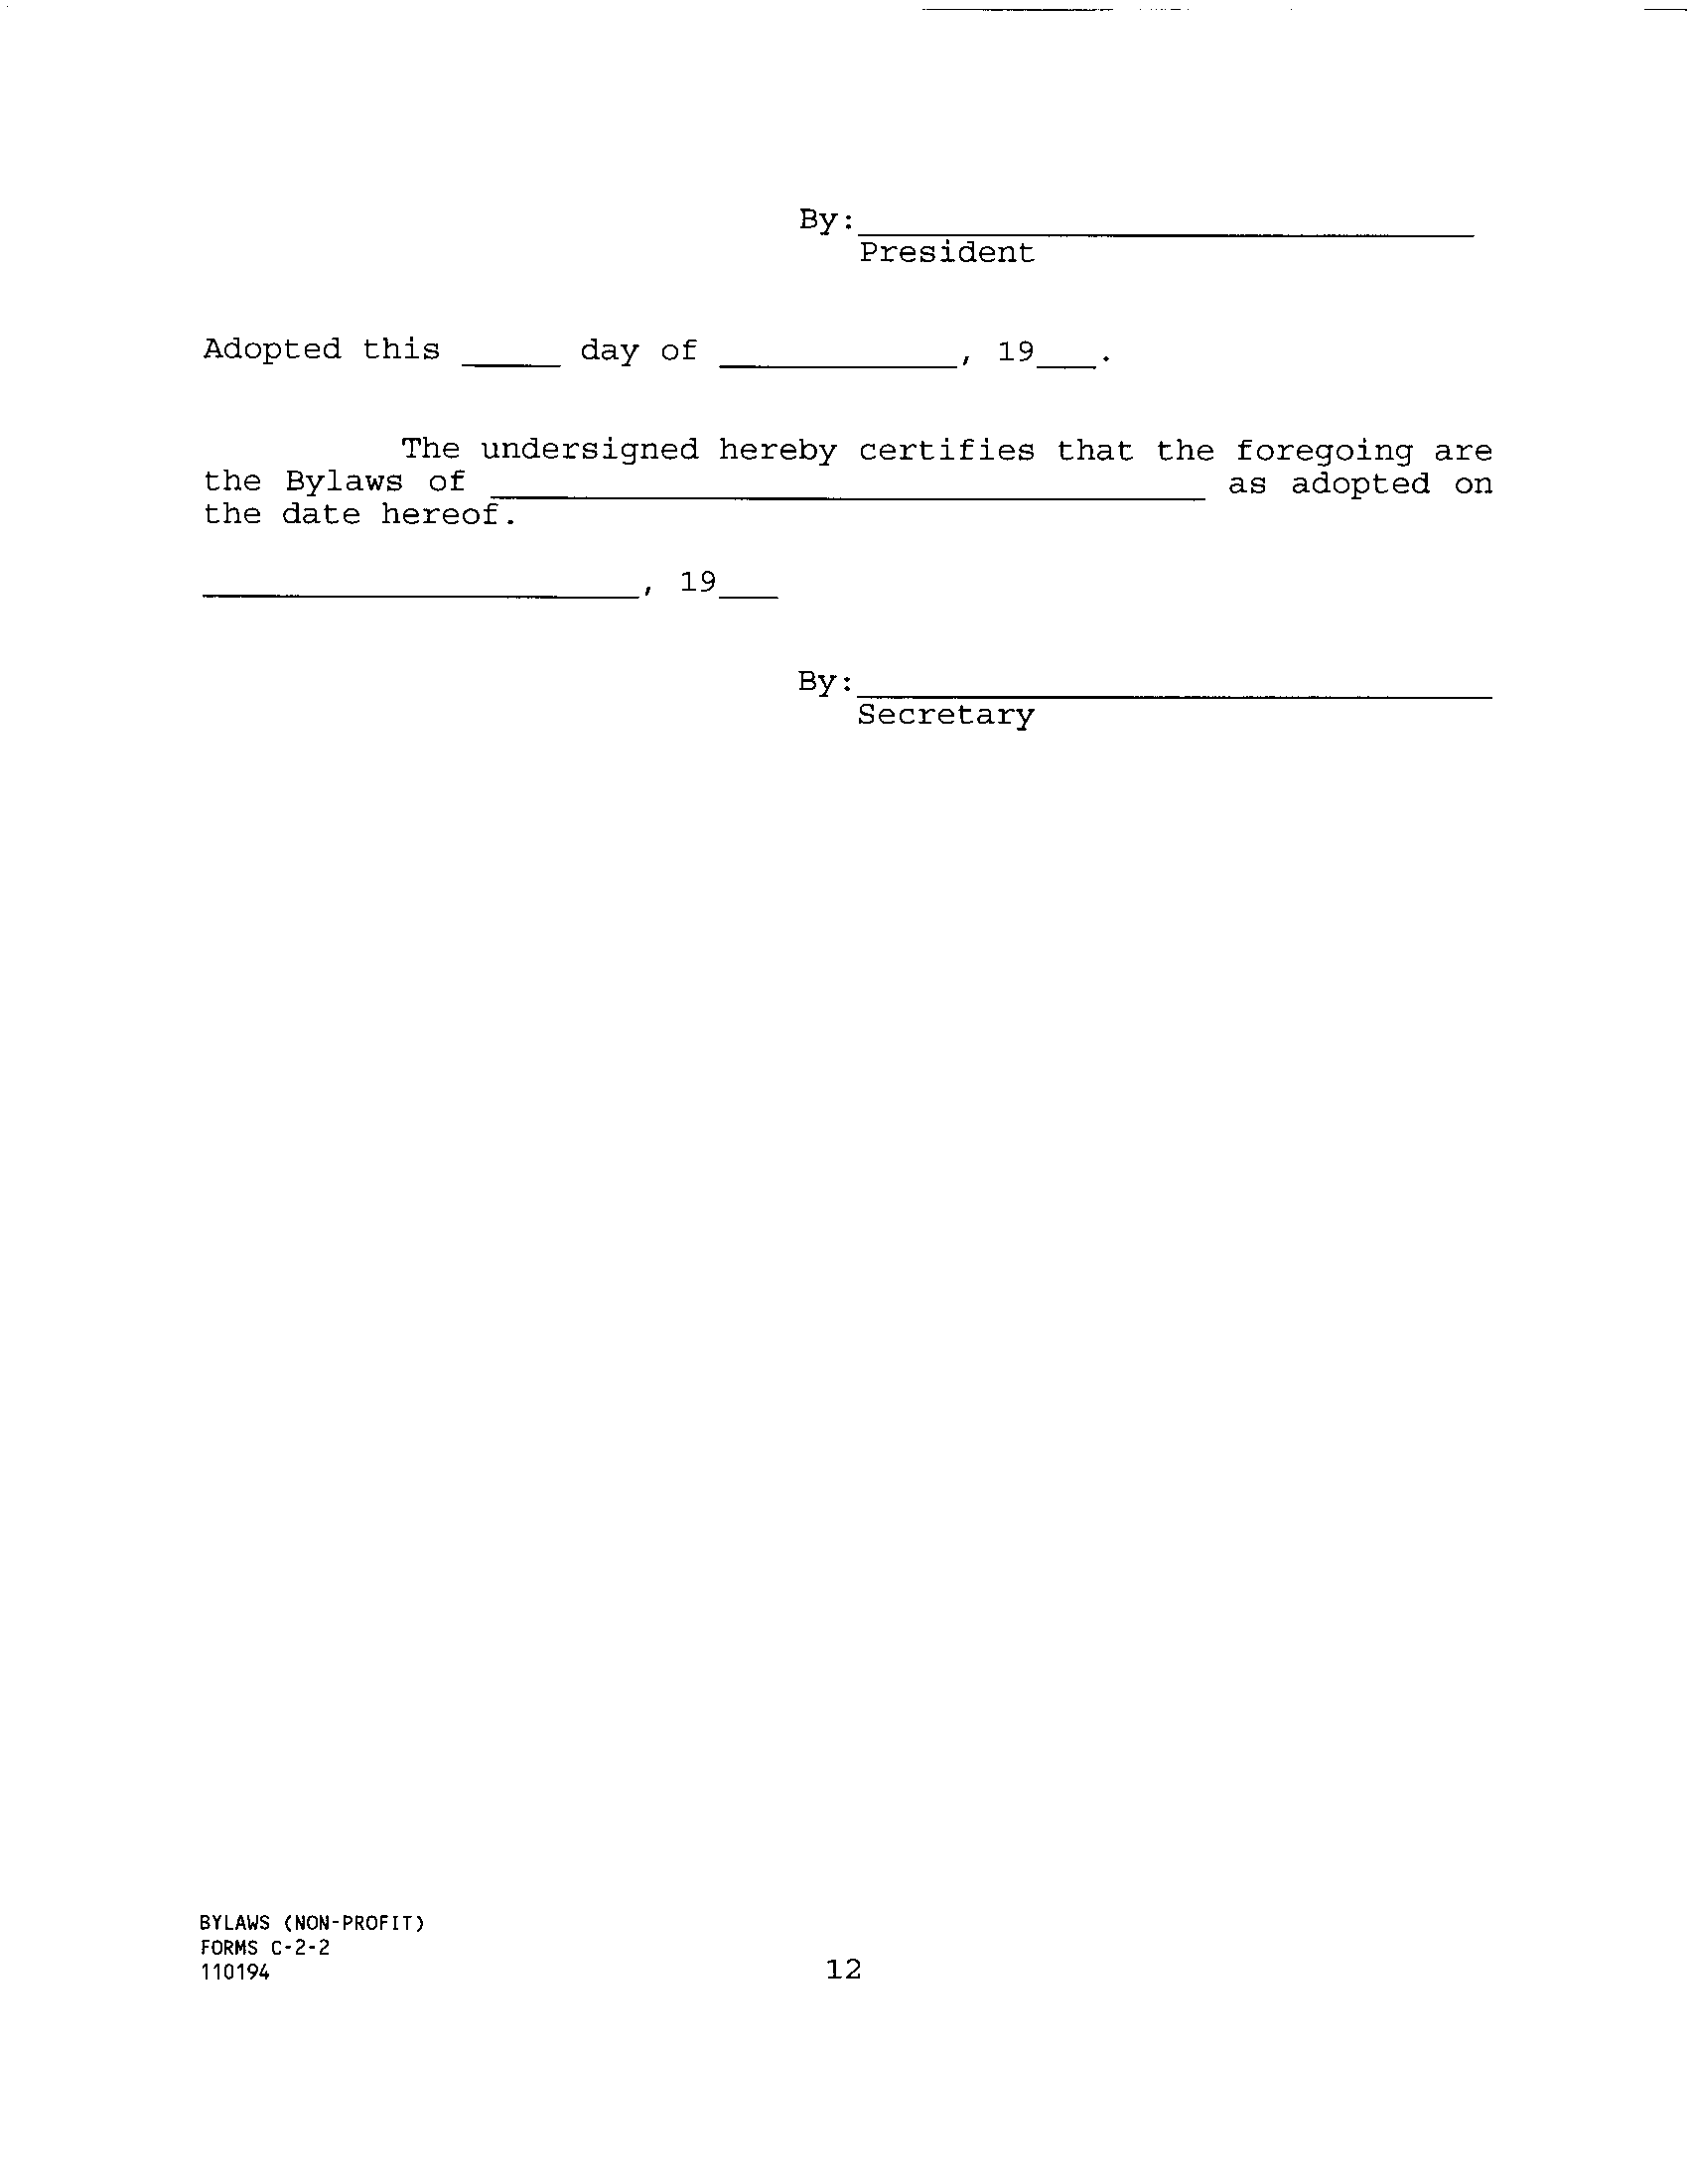 By:______________________________
President
Adopted this _____ day of ____________, 19___.
The undersigned hereby certifies that the foregoing are
the Bylaws of ____________________________________ as adopted on
the date hereof.
______________________, 19___
By:________________________________
Secretary
BYLAWS (NON-PROFIT)
FORMS C-2-2
110194
12